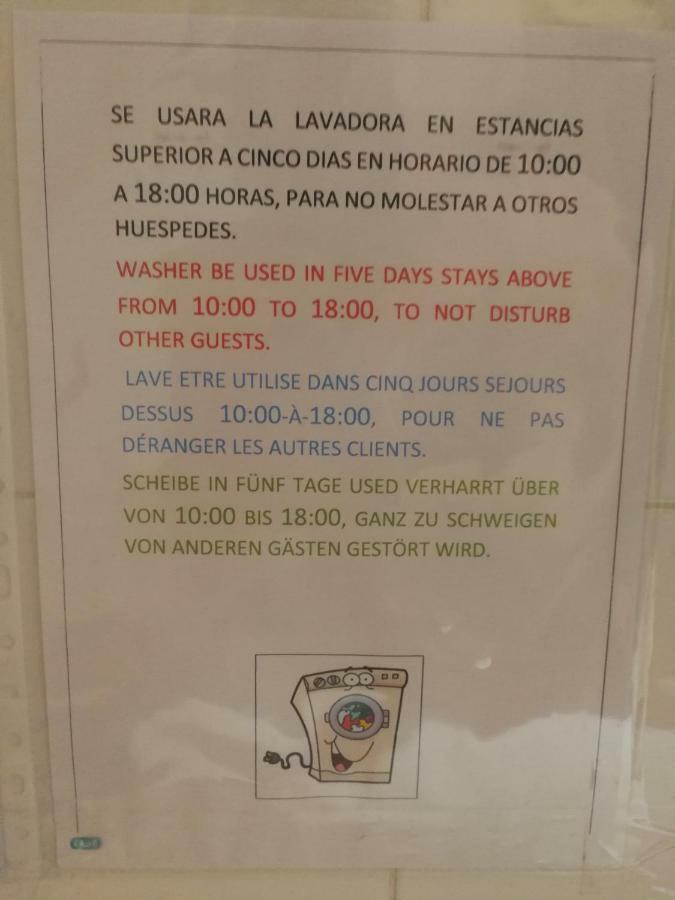 SE USARA LA LAVADORA EN ESTANCIAS
SUPERIOR A CINCO DIAS EN HORARIO DE 10:00
A 18:00 HORAS, PARA NO MOLESTAR A OTROS
HUESPEDES.
WASHER BE USED IN FIVE DAYS STAYS ABOVE
FROM 10:00 TO 18:00, TO NOT DISTURB
OTHER GUESTS.
LAVE ETRE UTILISE DANS CINQ JOURS SEJOURS
DESSUS 10:00-À-18:00, POUR NE PAS
DÉRANGER LES AUTRES CLIENTS.
SCHEIBE IN FÜNF TAGE USED VERHARRT ÜBER
VON 10:00 BIS 18:00, GANZ ZU SCHWEIGEN
VON ANDEREN GÄSTEN GESTÖRT WIRD.